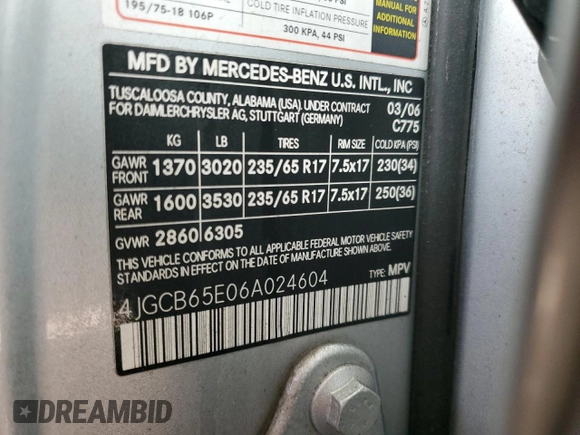 195/75-18 106P
COLD TIRE INFLATION PRESSURE
300 KPA, 44 PSI
MANUAL FOR
ADDITIONAL
INFORMATION
MFD BY MERCEDES-BENZ U.S. INTL., INC
TUSCALOOSA COUNTY, ALABAMA (USA). UNDER CONTRACT
FOR DAIMLERCHRYSLER AG, STUTTGART (GERMANY)
03/06
C775
KG LB TIRES RIM SIZE COLD KPA (PSI)
GAWR FRONT 1370 3020 235/65 R17 7.5x17 230(34)
GAWR REAR 1600 3530 235/65 R17 7.5x17 250(36)
GVWR 2860 6305
THIS VEHICLE CONFORMS TO ALL APPLICABLE FEDERAL MOTOR VEHICLE SAFETY
STANDARDS IN EFFECT ON THE DATE OF MANUFACTURE SHOWN ABOVE.
4JGCB65E06A024604
TYPE: MPV
DREAMBID